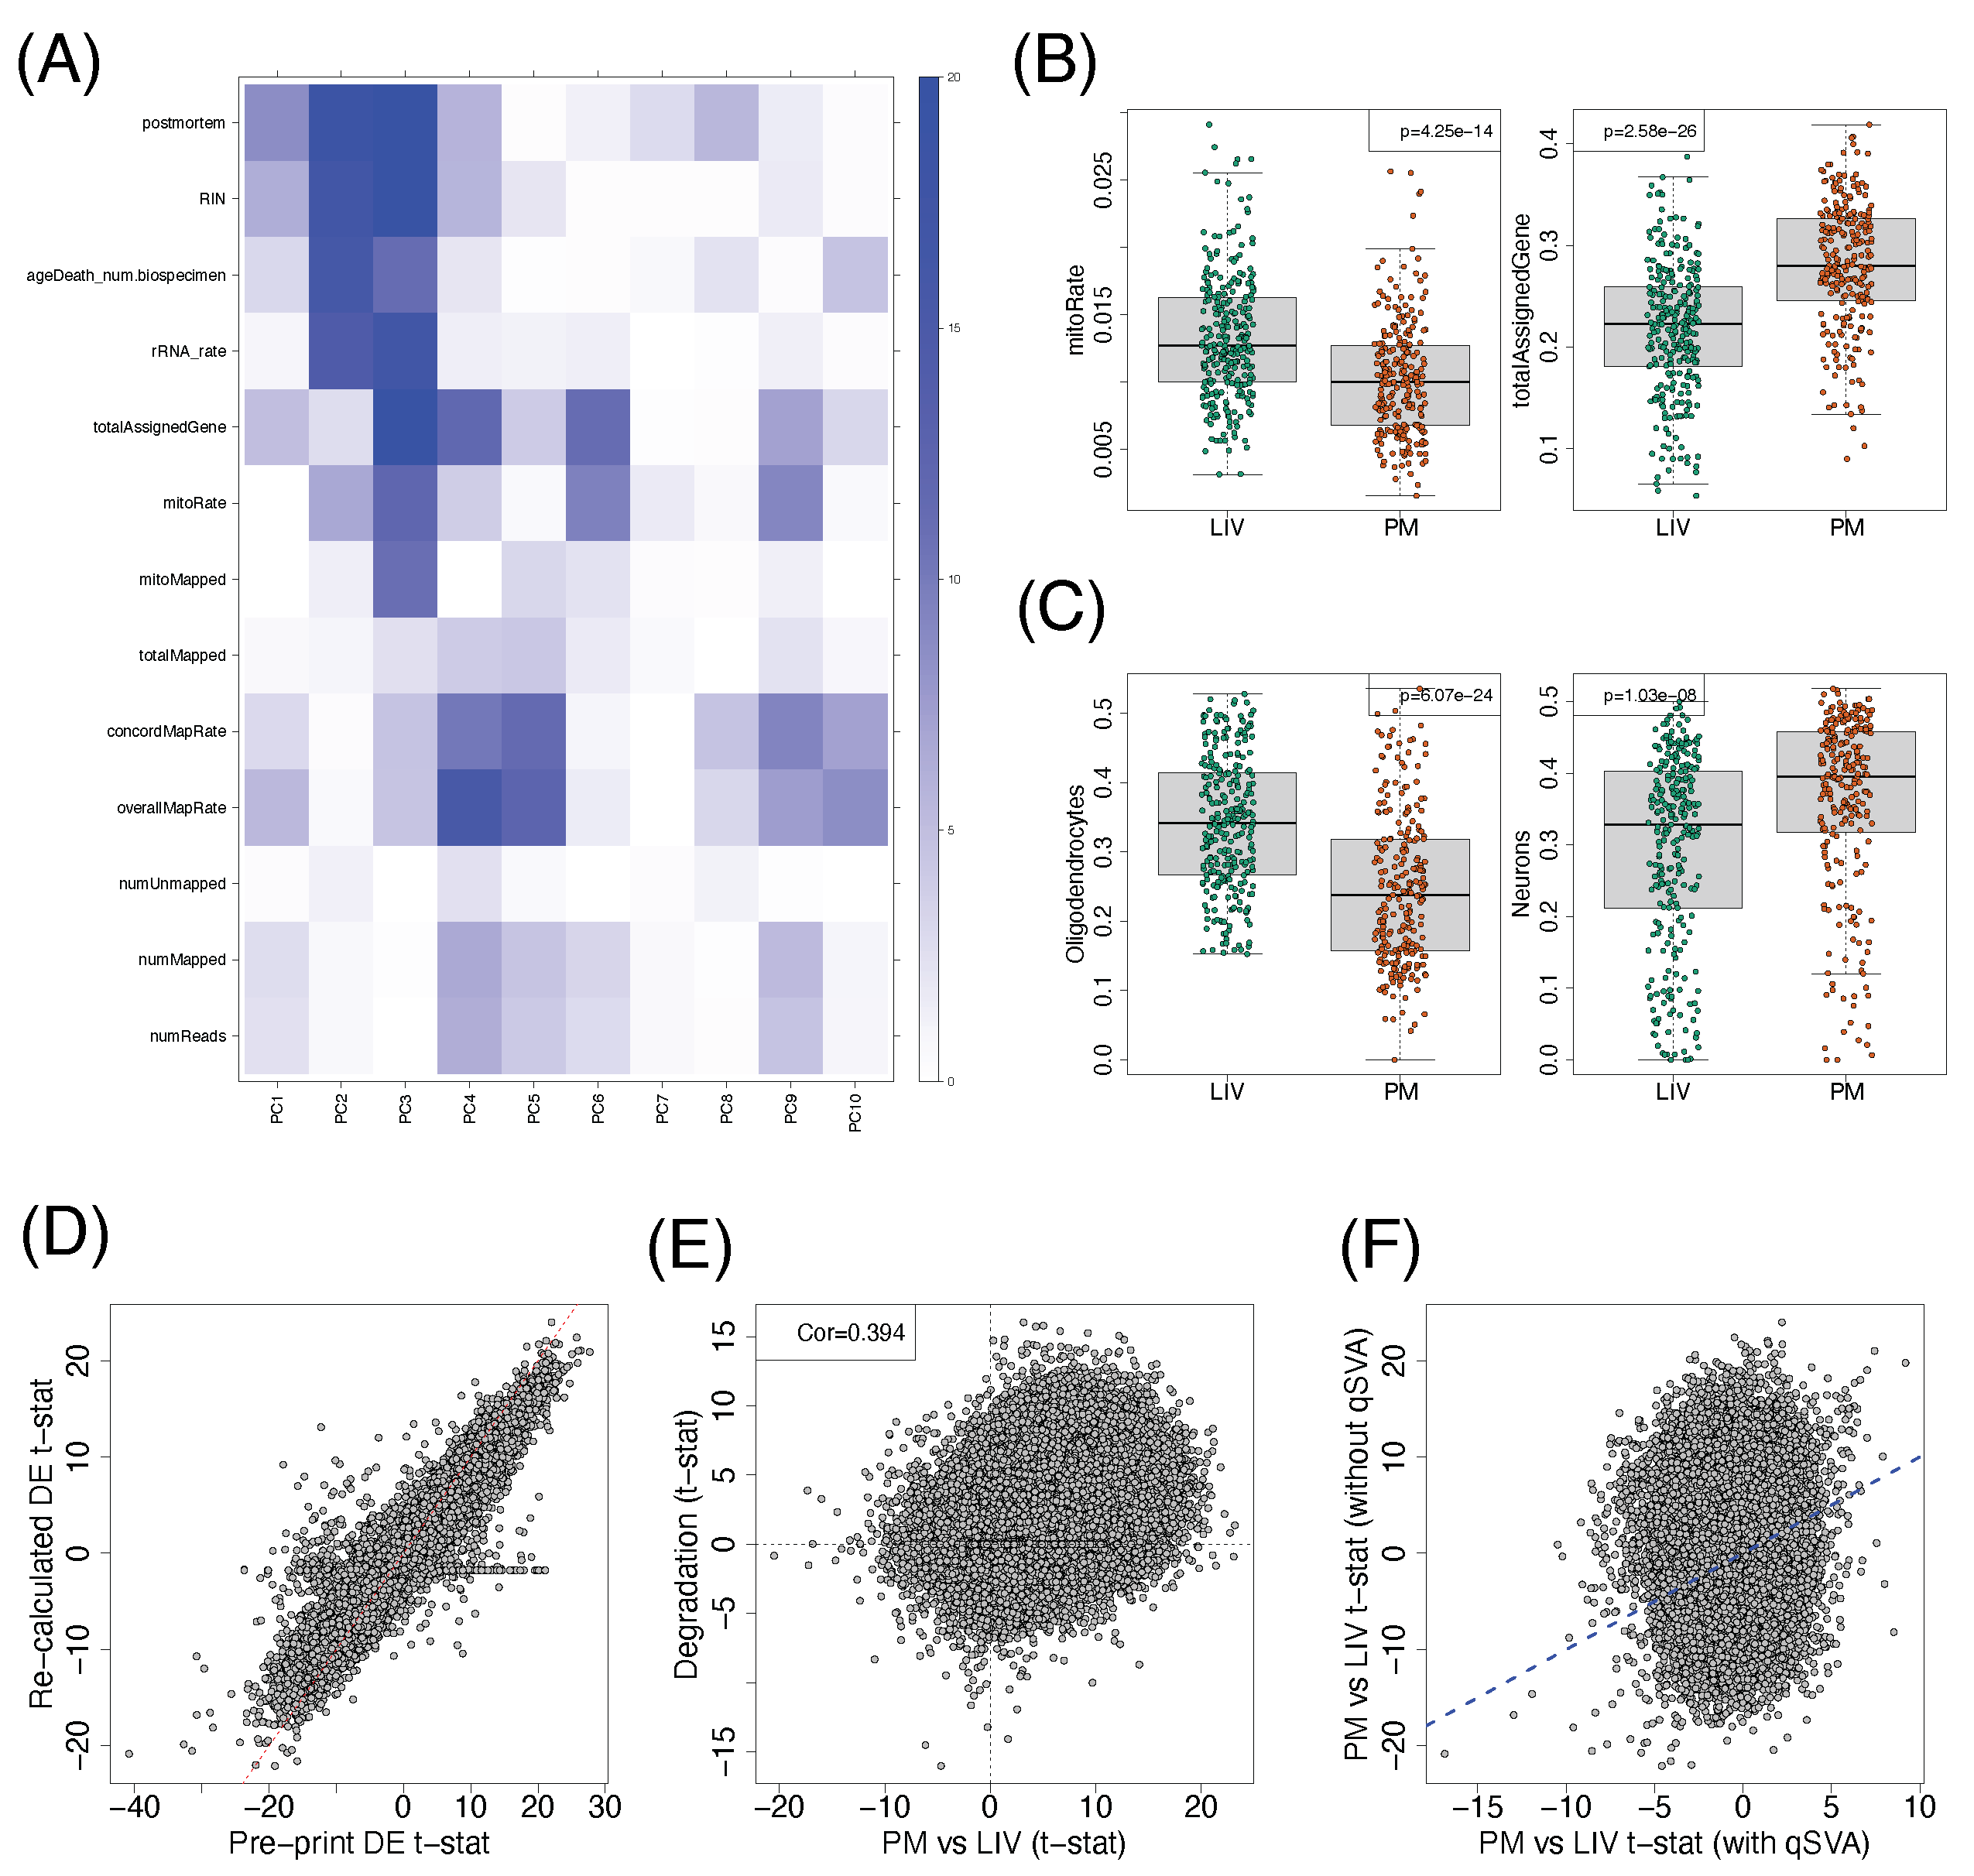 (A)
postmortem
RIN
ageDeath_num.biospecimen
rRNA_rate
totalAssignedGene
mitoRate
mitoMapped
totalMapped
concordMapRate
overallMapRate
numUnmapped
numMapped
numReads
PC1 PC2 PC3 PC4 PC5 PC6 PC7 PC8 PC9 PC10
20
15
10
5
0
(B)
mitoRate
0.005 0.015 0.025
p=4.25e−14
LIV PM
totalAssignedGene
0.1 0.2 0.3 0.4
p=2.58e−26
LIV PM
(C)
Oligodendrocytes
0.0 0.1 0.2 0.3 0.4 0.5
p=6.07e−24
LIV PM
Neurons
0.0 0.1 0.2 0.3 0.4 0.5
p=1.03e−08
LIV PM
(D)
Re−calculated DE t−stat
−20 −10 0 10 20
−40 −20 0 10 20 30
Pre−print DE t−stat
(E)
Degradation (t−stat)
−15 −5 0 5 10 15
Cor=0.394
−20 −10 0 10 20
PM vs LIV (t−stat)
(F)
PM vs LIV t−stat (without qSVA)
−20 −10 0 10 20
−15 −10 −5 0 5 10
PM vs LIV t−stat (with qSVA)